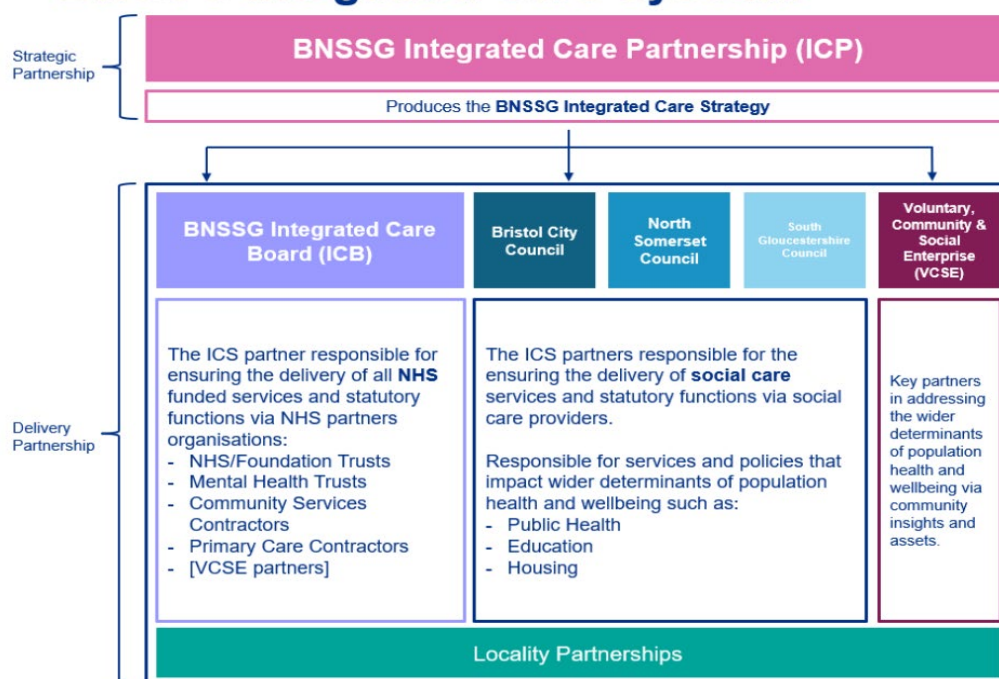 Strategic
Partnership
BNSSG Integrated Care Partnership (ICP)
Produces the BNSSG Integrated Care Strategy
Delivery
Partnership
BNSSG Integrated Care
Board (ICB)
Bristol City
Council
North
Somerset
Council
South
Gloucestershire
Council
Voluntary,
Community &
Social
Enterprise
(VCSE)
The ICS partner responsible for
ensuring the delivery of all NHS
funded services and statutory
functions via NHS partners
organisations:
- NHS/Foundation Trusts
- Mental Health Trusts
- Community Services
Contractors
- Primary Care Contractors
- [VCSE partners]
The ICS partners responsible for the
ensuring the delivery of social care
services and statutory functions via social
care providers.
Responsible for services and policies that
impact wider determinants of population
health and wellbeing such as:
- Public Health
- Education
- Housing
Key partners
in addressing
the wider
determinants
of population
health and
wellbeing via
community
insights and
assets.
Locality Partnerships